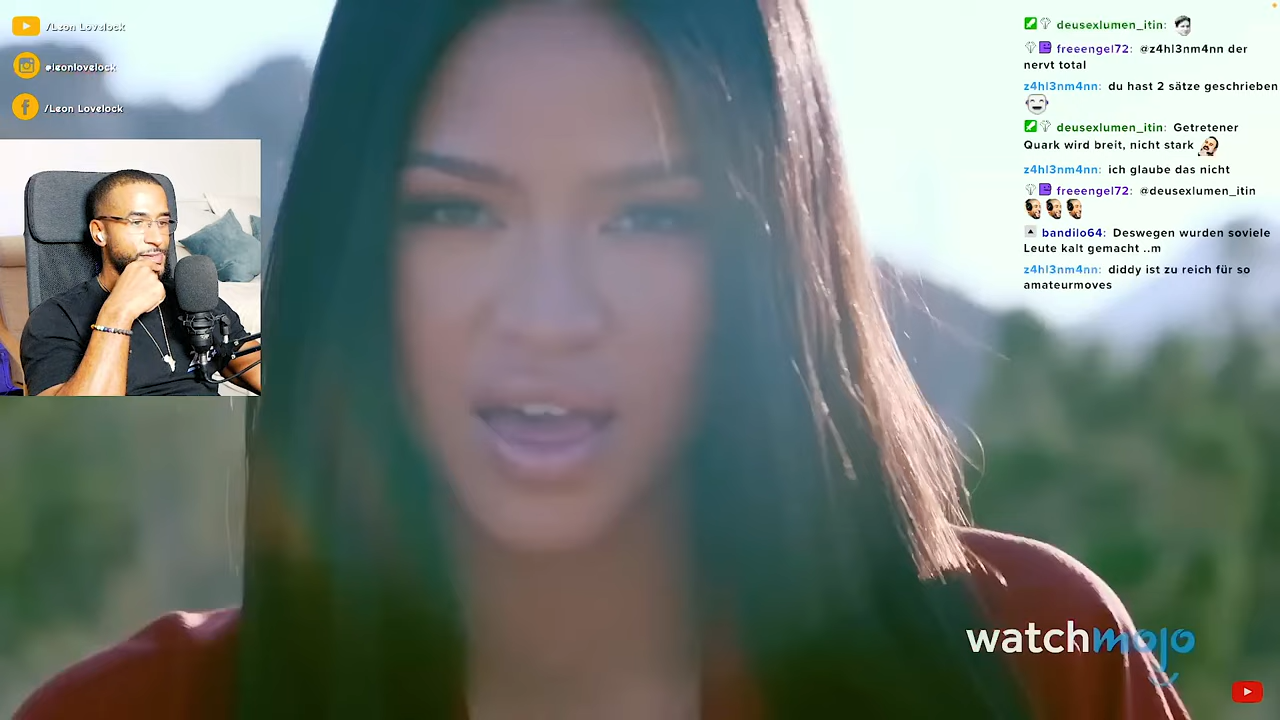 /Leon Lovelock
@leonlovelock
/Leon Lovelock
deusexlumen_itin:
freeengel72: @z4hl3nm4nn der
nervt total
z4hl3nm4nn: du hast 2 sätze geschrieben
deusexlumen_itin: Getretener
Quark wird breit, nicht stark
z4hl3nm4nn: ich glaube das nicht
freeengel72: @deusexlumen_itin
bandilo64: Deswegen wurden soviele
Leute kalt gemacht ..m
z4hl3nm4nn: diddy ist zu reich für so
amateurmoves
watchmojo